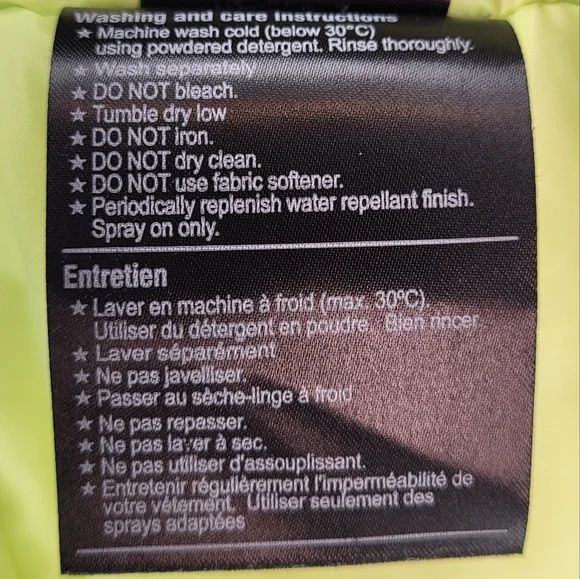 Washing and care instructions
★ Machine wash cold (below 30°C)
using powdered detergent. Rinse thoroughly.
★ Wash separately
★ DO NOT bleach.
★ Tumble dry low
★ DO NOT iron.
★ DO NOT dry clean.
★ DO NOT use fabric softener.
★ Periodically replenish water repellant finish.
Spray on only.
Entretien
★ Laver en machine à froid (max. 30ºC).
Utiliser du détergent en poudre. Bien rincer.
★ Laver séparément
★ Ne pas javelliser.
★ Passer au sèche-linge à froid
★ Ne pas repasser.
★ Ne pas laver à sec.
★ Ne pas utiliser d'assouplissant.
★ Entretenir régulièrement l'imperméabilité de
votre vêtement. Utiliser seulement des
sprays adaptées